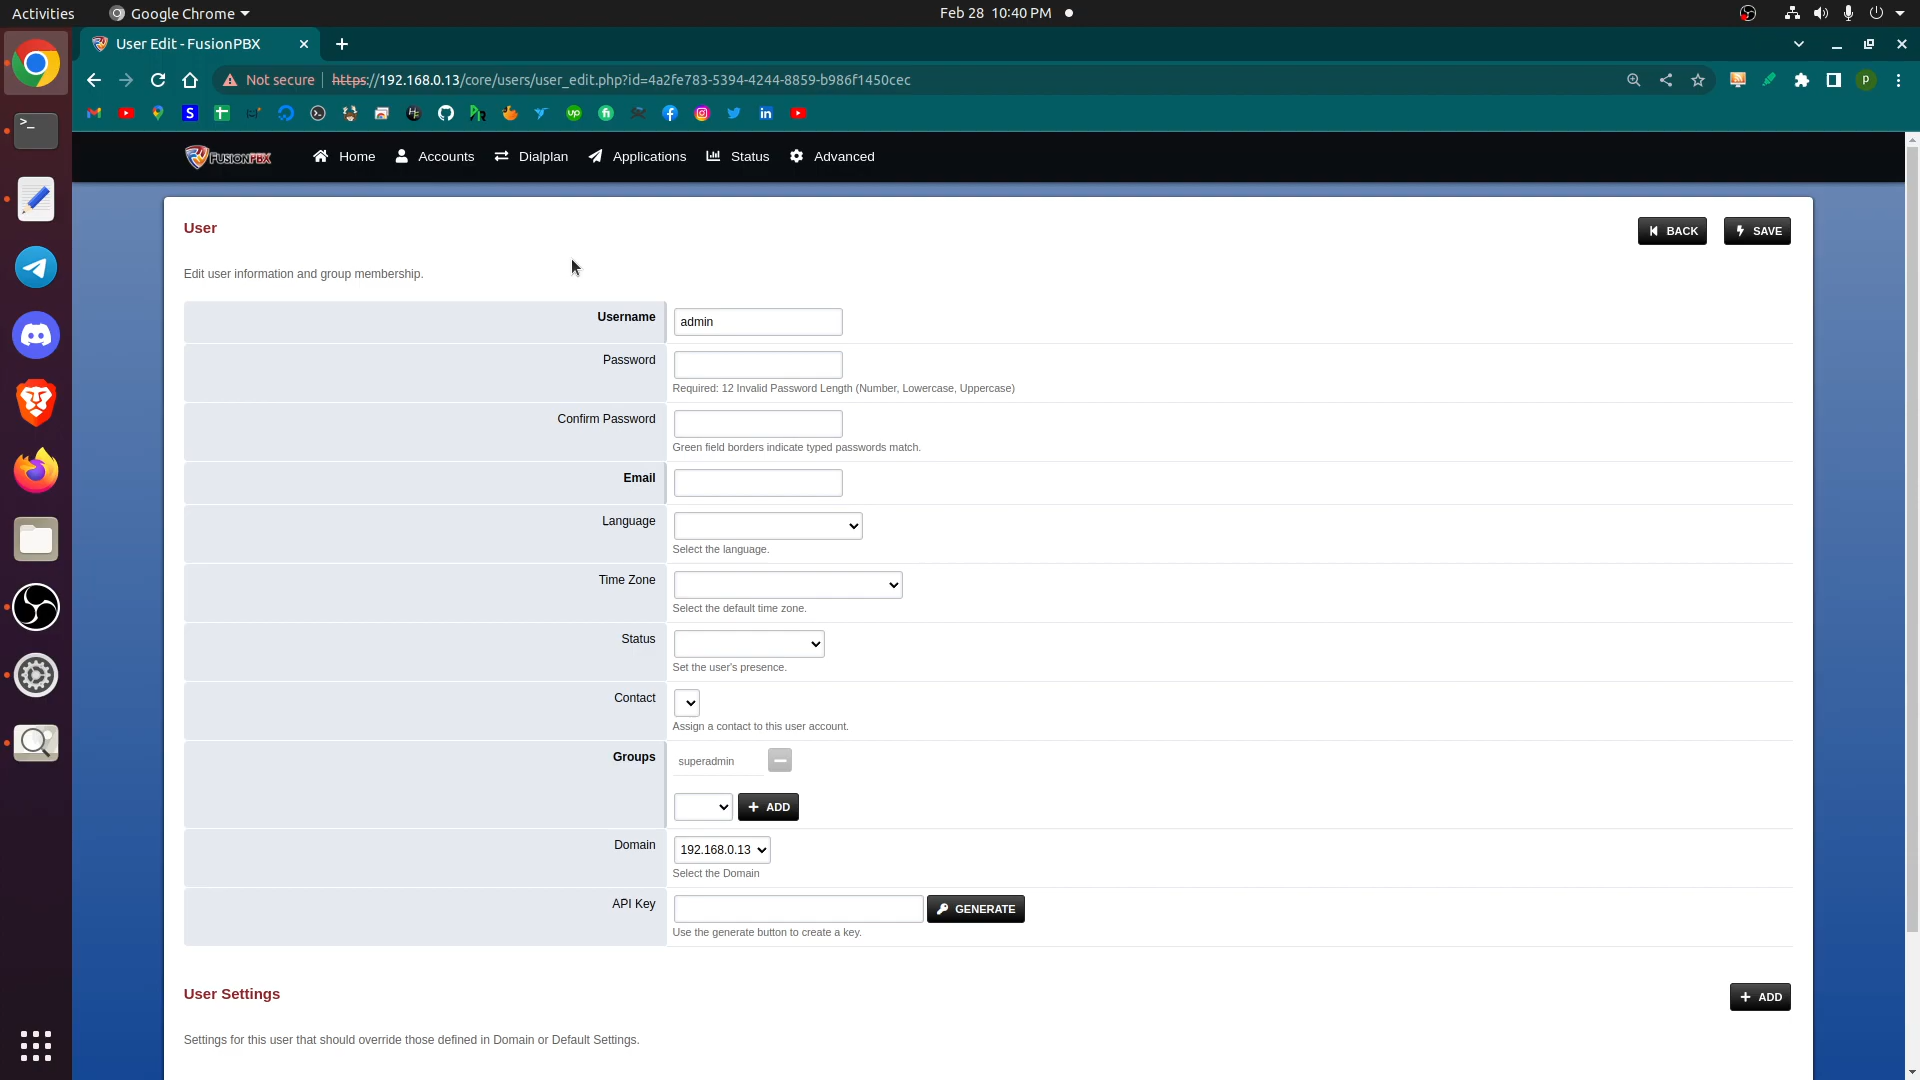 Activities
Google Chrome
Feb 28 10:40 PM
User Edit - FusionPBX
Not secure
https://192.168.0.13/core/users/user_edit.php?id=4a2fe783-5394-4244-8859-b986f1450cec
P
FUSIONPBX
Home
Accounts
Dialplan
Applications
Status
Advanced
User
BACK
SAVE
Edit user information and group membership.
Username
admin
Password
Required: 12 Invalid Password Length (Number, Lowercase, Uppercase)
Confirm Password
Green field borders indicate typed passwords match.
Email
Language
Select the language.
Time Zone
Select the default time zone.
Status
Set the user's presence.
Contact
Assign a contact to this user account.
Groups
superadmin
ADD
Domain
192.168.0.13
Select the Domain
API Key
GENERATE
Use the generate button to create a key.
User Settings
ADD
Settings for this user that should override those defined in Domain or Default Settings.